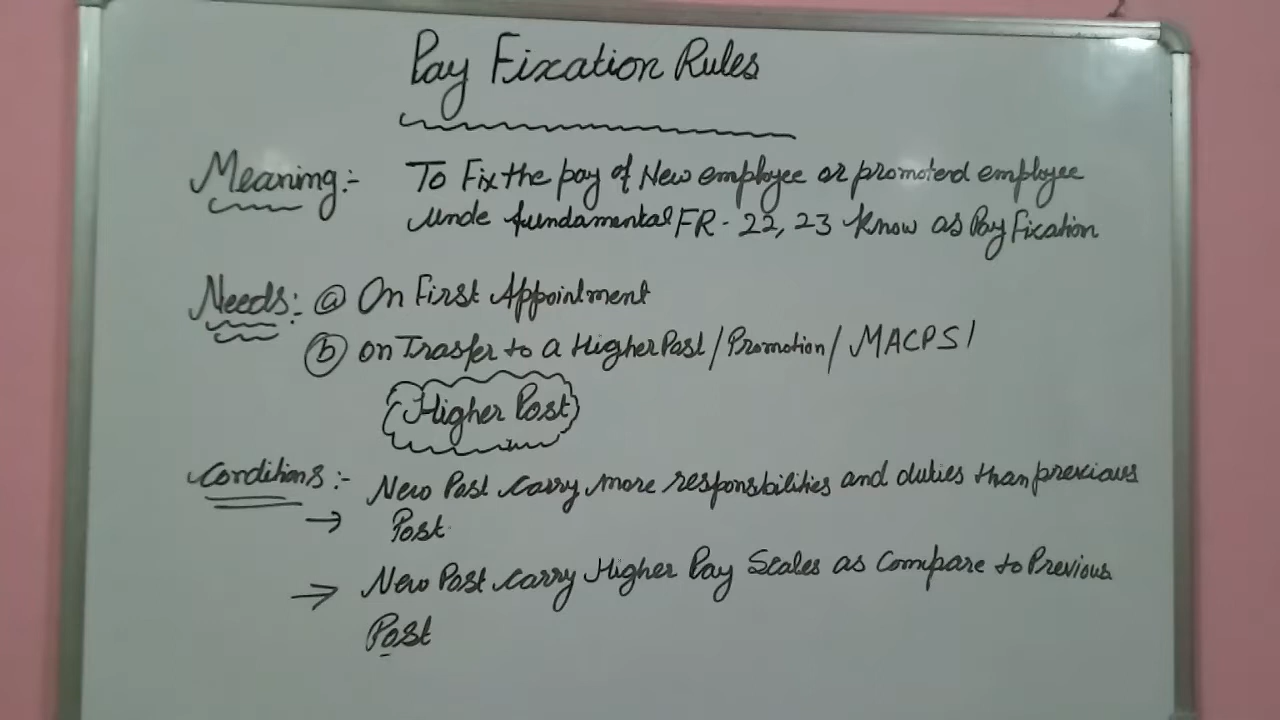 Pay Fixation Rules
Meaning:- To Fix the pay of New employee or promoterd employee
unde fundamental FR - 22, 23 Know as Pay Fixation
Needs: (a) On First Appointment
(b) on Trasfer to a Higher Post / Promotion / MACPS /
Higher Post
Conditions:- New Post carry more responsbilities and duties than previous
→ Post.
→ New Post carry Higher Pay Scales as Compare to Previous
Post